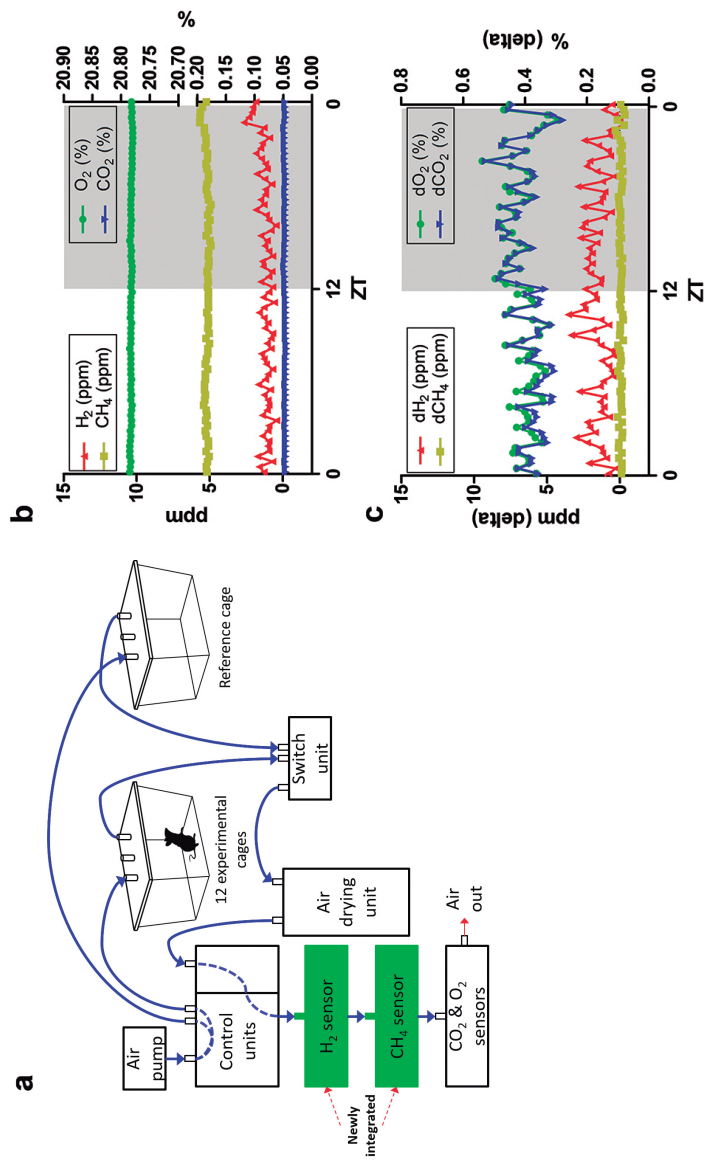 a
Air
pump
Control
units
Newly
integrated
H2 sensor
CH4 sensor
CO2 & O2
sensors
Air
out
Air
drying
unit
Switch
unit
12 experimental
cages
Reference cage
b
H2 (ppm)
CH4 (ppm)
O2 (%)
CO2 (%)
ppm
15
10
5
0
%
20.90
20.85
20.80
20.75
20.70
0.20
0.15
0.10
0.05
0.00
0
12
0
ZT
c
dH2 (ppm)
dCH4 (ppm)
dO2 (%)
dCO2 (%)
ppm (delta)
15
10
5
0
% (delta)
0.8
0.6
0.4
0.2
0.0
0
12
0
ZT